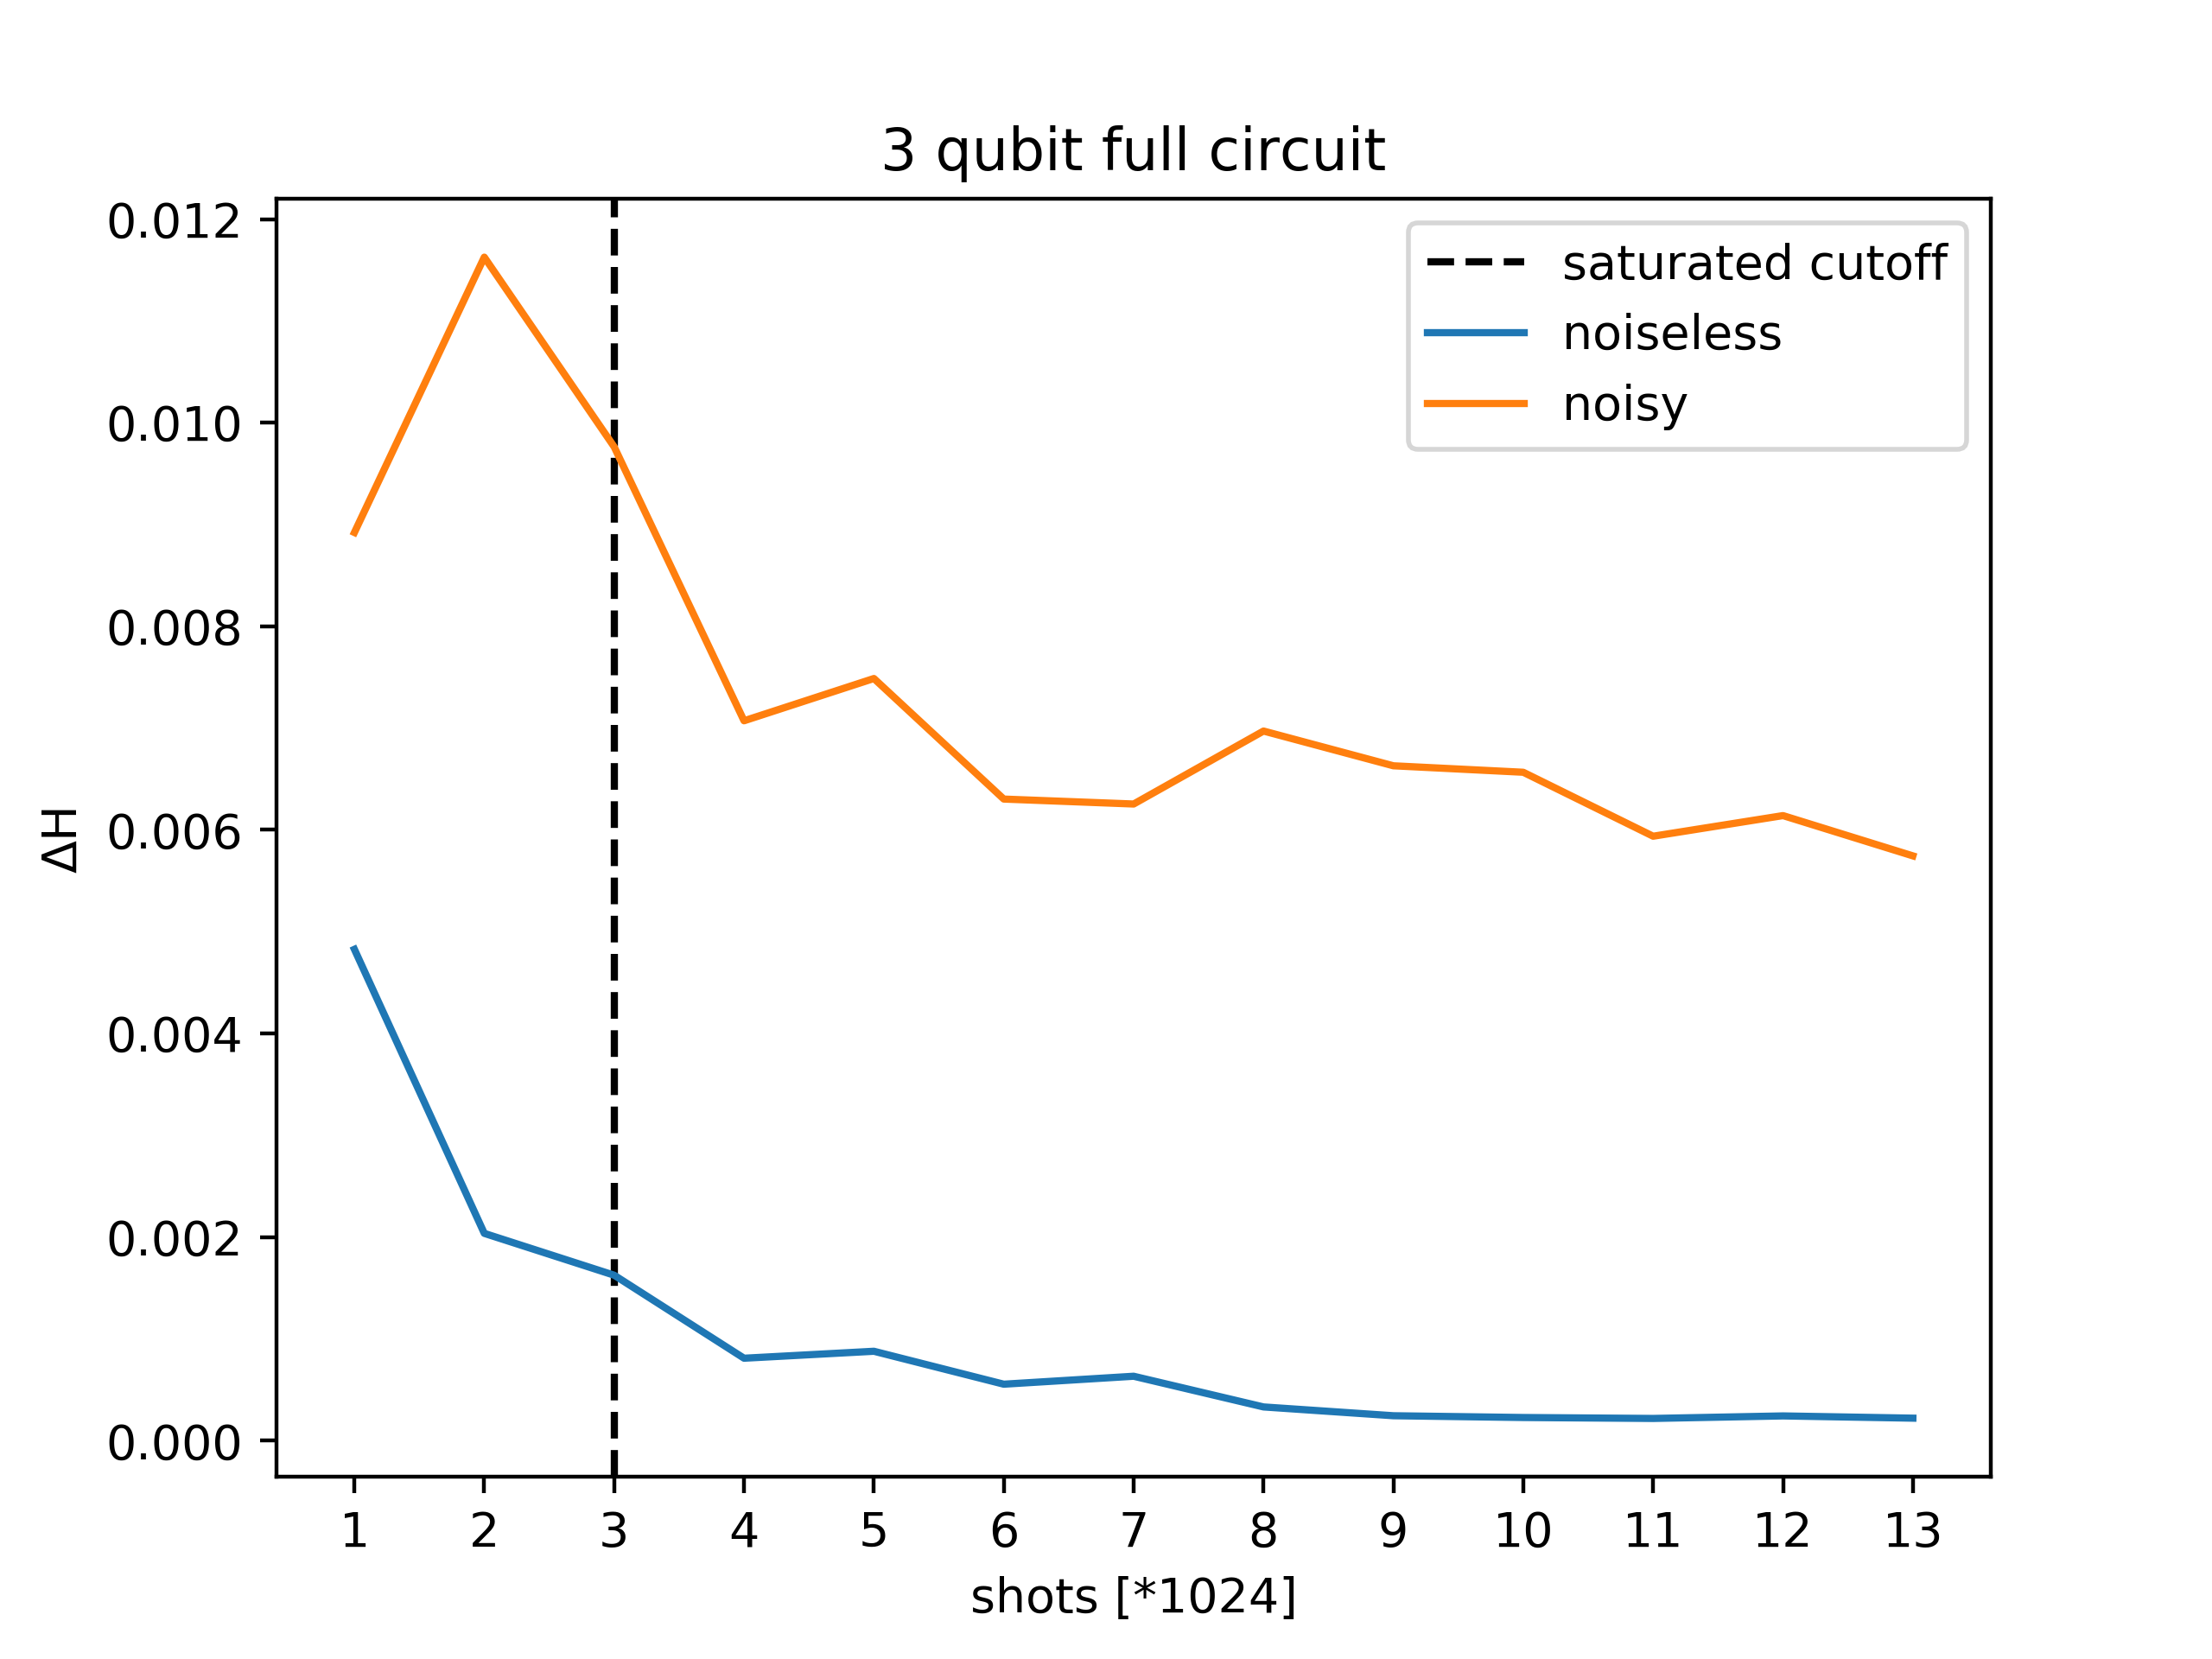 3 qubit full circuit
0.012
0.010
0.008
0.006
0.004
0.002
0.000
ΔH
saturated cutoff
noiseless
noisy
1 2 3 4 5 6 7 8 9 10 11 12 13
shots [*1024]